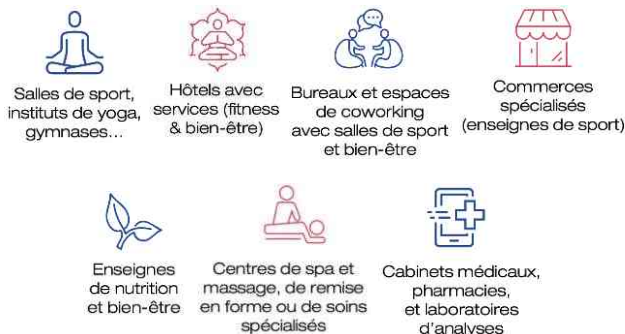 Salles de sport,
instituts de yoga,
gymnases...
Hôtels avec
services (fitness
& bien-être)
Bureaux et espaces
de coworking
avec salles de sport
et bien-être
Commerces
spécialisés
(enseignes de sport)
Enseignes
de nutrition
et bien-être
Centres de spa et
massage, de remise
en forme ou de soins
spécialisés
Cabinets médicaux,
pharmacies,
et laboratoires
d'analyses